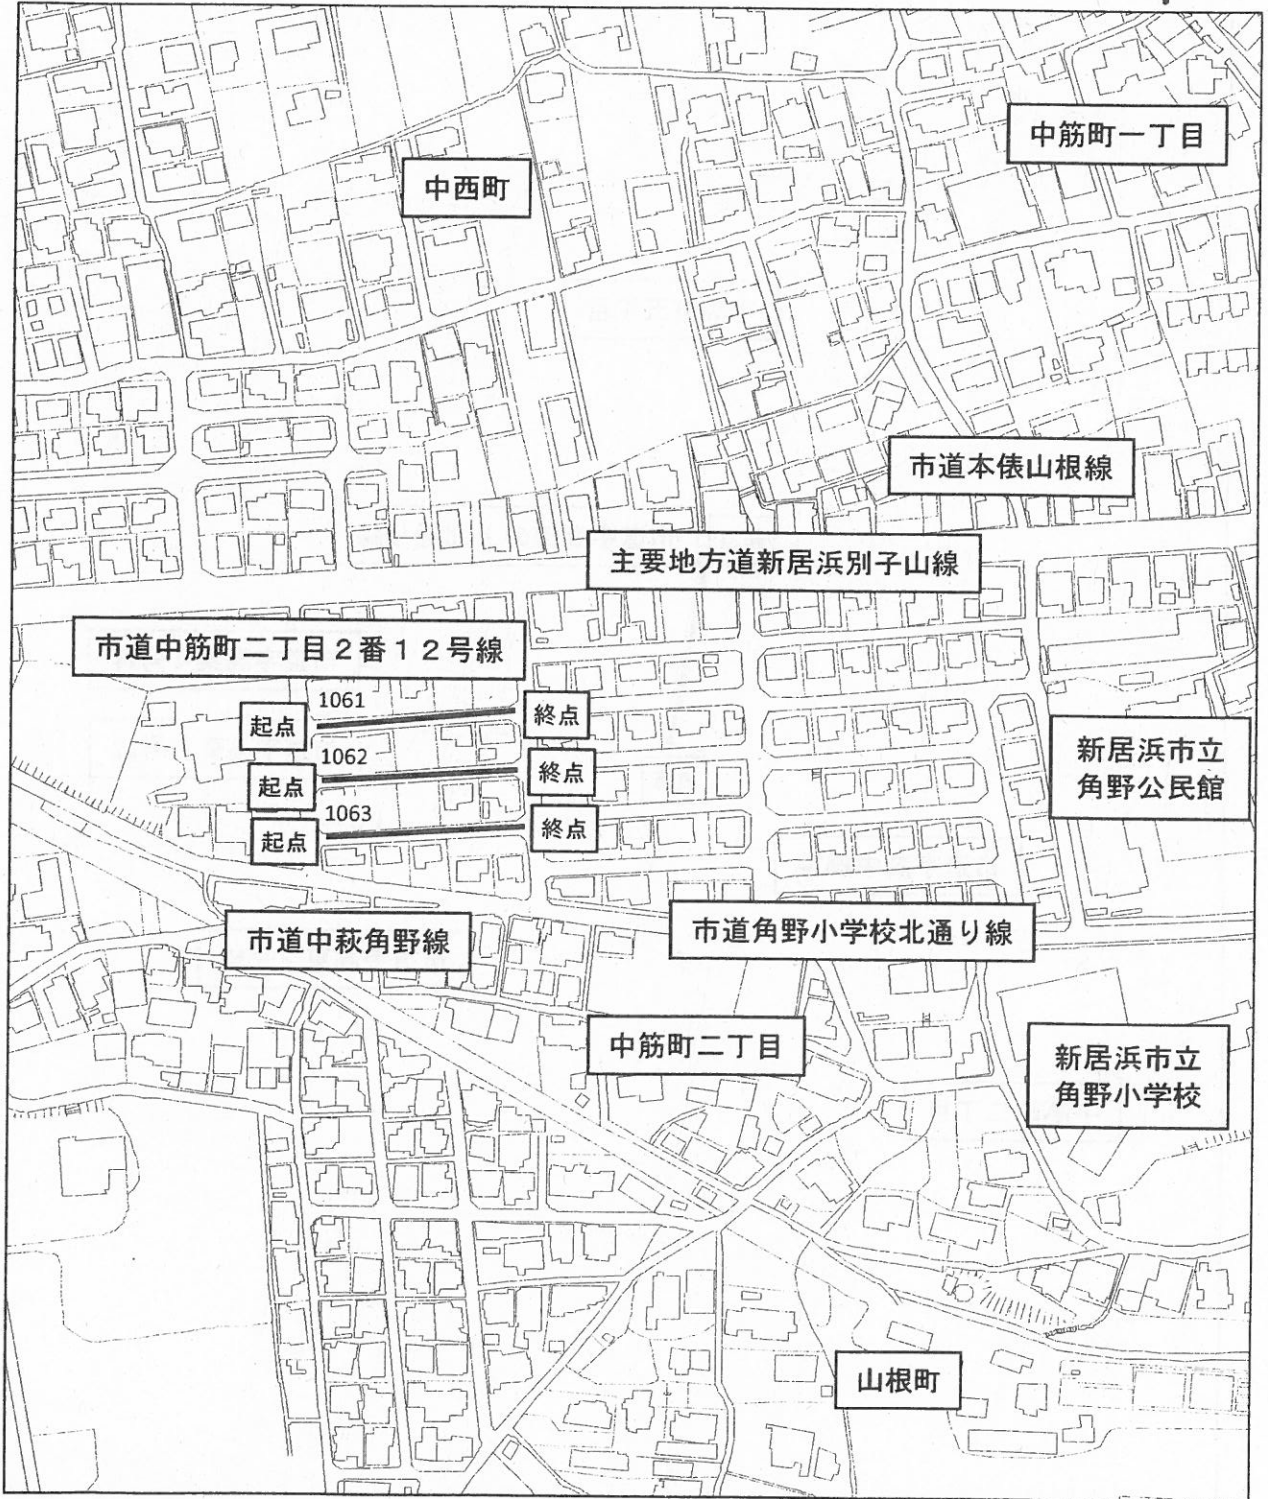 中筋町一丁目
中西町
市道本俵山根線
主要地方道新居浜別子山線
市道中筋町二丁目２番１２号線
1061
起点
終点
1062
起点
終点
1063
起点
終点
新居浜市立
角野公民館
市道中萩角野線
市道角野小学校北通り線
中筋町二丁目
新居浜市立
角野小学校
山根町